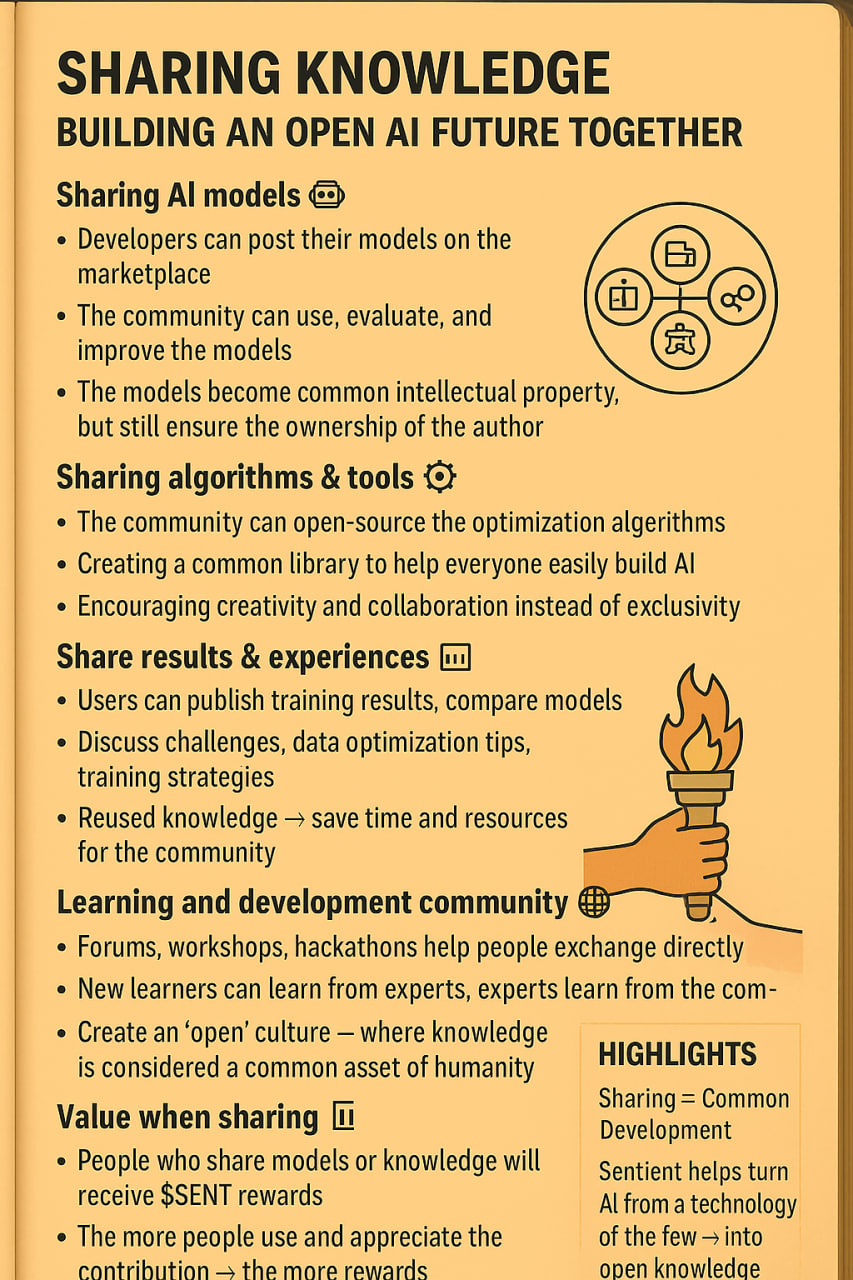 SHARING KNOWLEDGE
BUILDING AN OPEN AI FUTURE TOGETHER
Sharing AI models
• Developers can post their models on the
marketplace
• The community can use, evaluate, and
improve the models
• The models become common intellectual property,
but still ensure the ownership of the author
Sharing algorithms & tools
• The community can open-source the optimization algorithms
• Creating a common library to help everyone easily build AI
• Encouraging creativity and collaboration instead of exclusivity
Share results & experiences
• Users can publish training results, compare models
• Discuss challenges, data optimization tips,
training strategies
• Reused knowledge → save time and resources
for the community
Learning and development community
• Forums, workshops, hackathons help people exchange directly
• New learners can learn from experts, experts learn from the com-
• Create an ‘open’ culture — where knowledge
is considered a common asset of humanity
Value when sharing
• People who share models or knowledge will
receive $SENT rewards
• The more people use and appreciate the
contribution → the more rewards
HIGHLIGHTS
Sharing = Common
Development
Sentient helps turn
AI from a technology
of the few → into
open knowledge